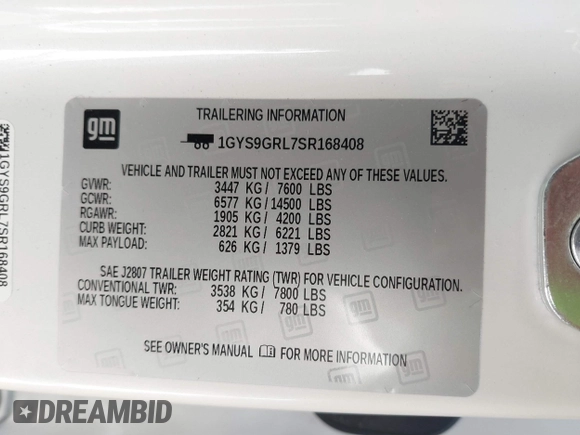 gm
TRAILERING INFORMATION
1GYS9GRL7SR168408
VEHICLE AND TRAILER MUST NOT EXCEED ANY OF THESE VALUES.
GVWR: 3447 KG / 7600 LBS
GCWR: 6577 KG / 14500 LBS
RGAWR: 1905 KG / 4200 LBS
CURB WEIGHT: 2821 KG / 6221 LBS
MAX PAYLOAD: 626 KG / 1379 LBS
SAE J2807 TRAILER WEIGHT RATING (TWR) FOR VEHICLE CONFIGURATION.
CONVENTIONAL TWR: 3538 KG / 7800 LBS
MAX TONGUE WEIGHT: 354 KG / 780 LBS
SEE OWNER'S MANUAL FOR MORE INFORMATION
1GYS9GRL7SR168408
DREAMBID